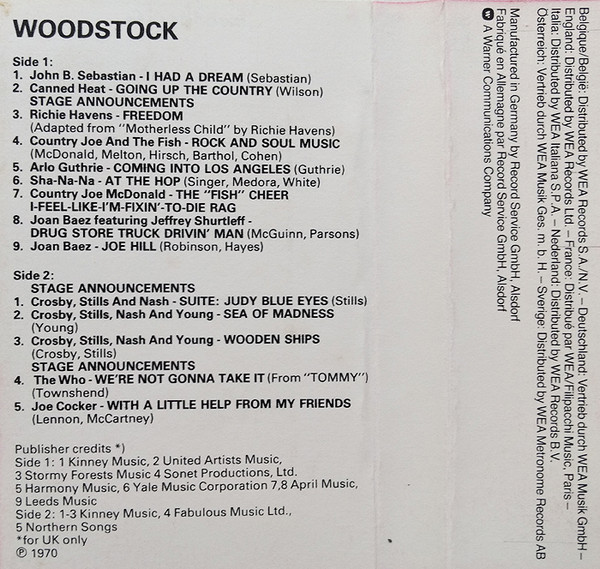 WOODSTOCK
Side 1:
1. John B. Sebastian - I HAD A DREAM (Sebastian)
2. Canned Heat - GOING UP THE COUNTRY (Wilson)
STAGE ANNOUNCEMENTS
3. Richie Havens - FREEDOM
(Adapted from "Motherless Child" by Richie Havens)
4. Country Joe And The Fish - ROCK AND SOUL MUSIC
(McDonald, Melton, Hirsch, Barthol, Cohen)
5. Arlo Guthrie - COMING INTO LOS ANGELES (Guthrie)
6. Sha-Na-Na - AT THE HOP (Singer, Medora, White)
7. Country Joe McDonald - THE "FISH" CHEER
I-FEEL-LIKE-I'M-FIXIN'-TO-DIE RAG
8. Joan Baez featuring Jeffrey Shurtleff -
DRUG STORE TRUCK DRIVIN' MAN (McGuinn, Parsons)
9. Joan Baez - JOE HILL (Robinson, Hayes)
Side 2:
STAGE ANNOUNCEMENTS
1. Crosby, Stills And Nash - SUITE: JUDY BLUE EYES (Stills)
2. Crosby, Stills, Nash And Young - SEA OF MADNESS
(Young)
3. Crosby, Stills, Nash And Young - WOODEN SHIPS
(Crosby, Stills)
STAGE ANNOUNCEMENTS
4. The Who - WE'RE NOT GONNA TAKE IT (From "TOMMY")
(Townshend)
5. Joe Cocker - WITH A LITTLE HELP FROM MY FRIENDS
(Lennon, McCartney)
Publisher credits *)
Side 1: 1 Kinney Music, 2 United Artists Music,
3 Stormy Forests Music 4 Sonet Productions, Ltd.
5 Harmony Music, 6 Yale Music Corporation 7,8 April Music,
9 Leeds Music
Side 2: 1-3 Kinney Music, 4 Fabulous Music Ltd.,
5 Northern Songs
*for UK only
℗ 1970
Belgique/België: Distributed by WEA Records S.A./N.V. – Deutschland: Vertrieb durch WEA Musik GmbH –
England: Distributed by WEA Records Ltd. – France: Distribué par WEA/Filipacchi Music, Paris –
Italia: Distributed by WEA Italiana S.P.A. – Nederland: Distributed by WEA Records B.V.
Österreich: Vertrieb durch WEA Musik Ges. m. b. H. – Sverige: Distributed by WEA Metronome Records AB
Manufactured in Germany by Record Service GmbH, Alsdorf
Fabriqué en Allemagne par Record Service GmbH, Alsdorf
A Warner Communications Company